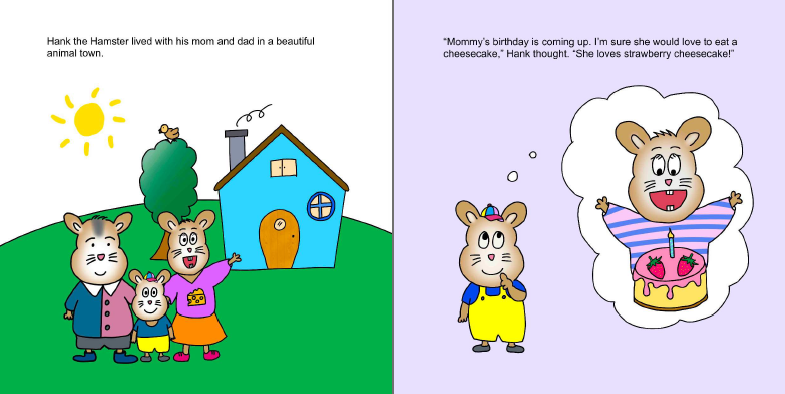 Hank the Hamster lived with his mom and dad in a beautiful
animal town.
“Mommy’s birthday is coming up. I’m sure she would love to eat a
cheesecake,” Hank thought. “She loves strawberry cheesecake!”